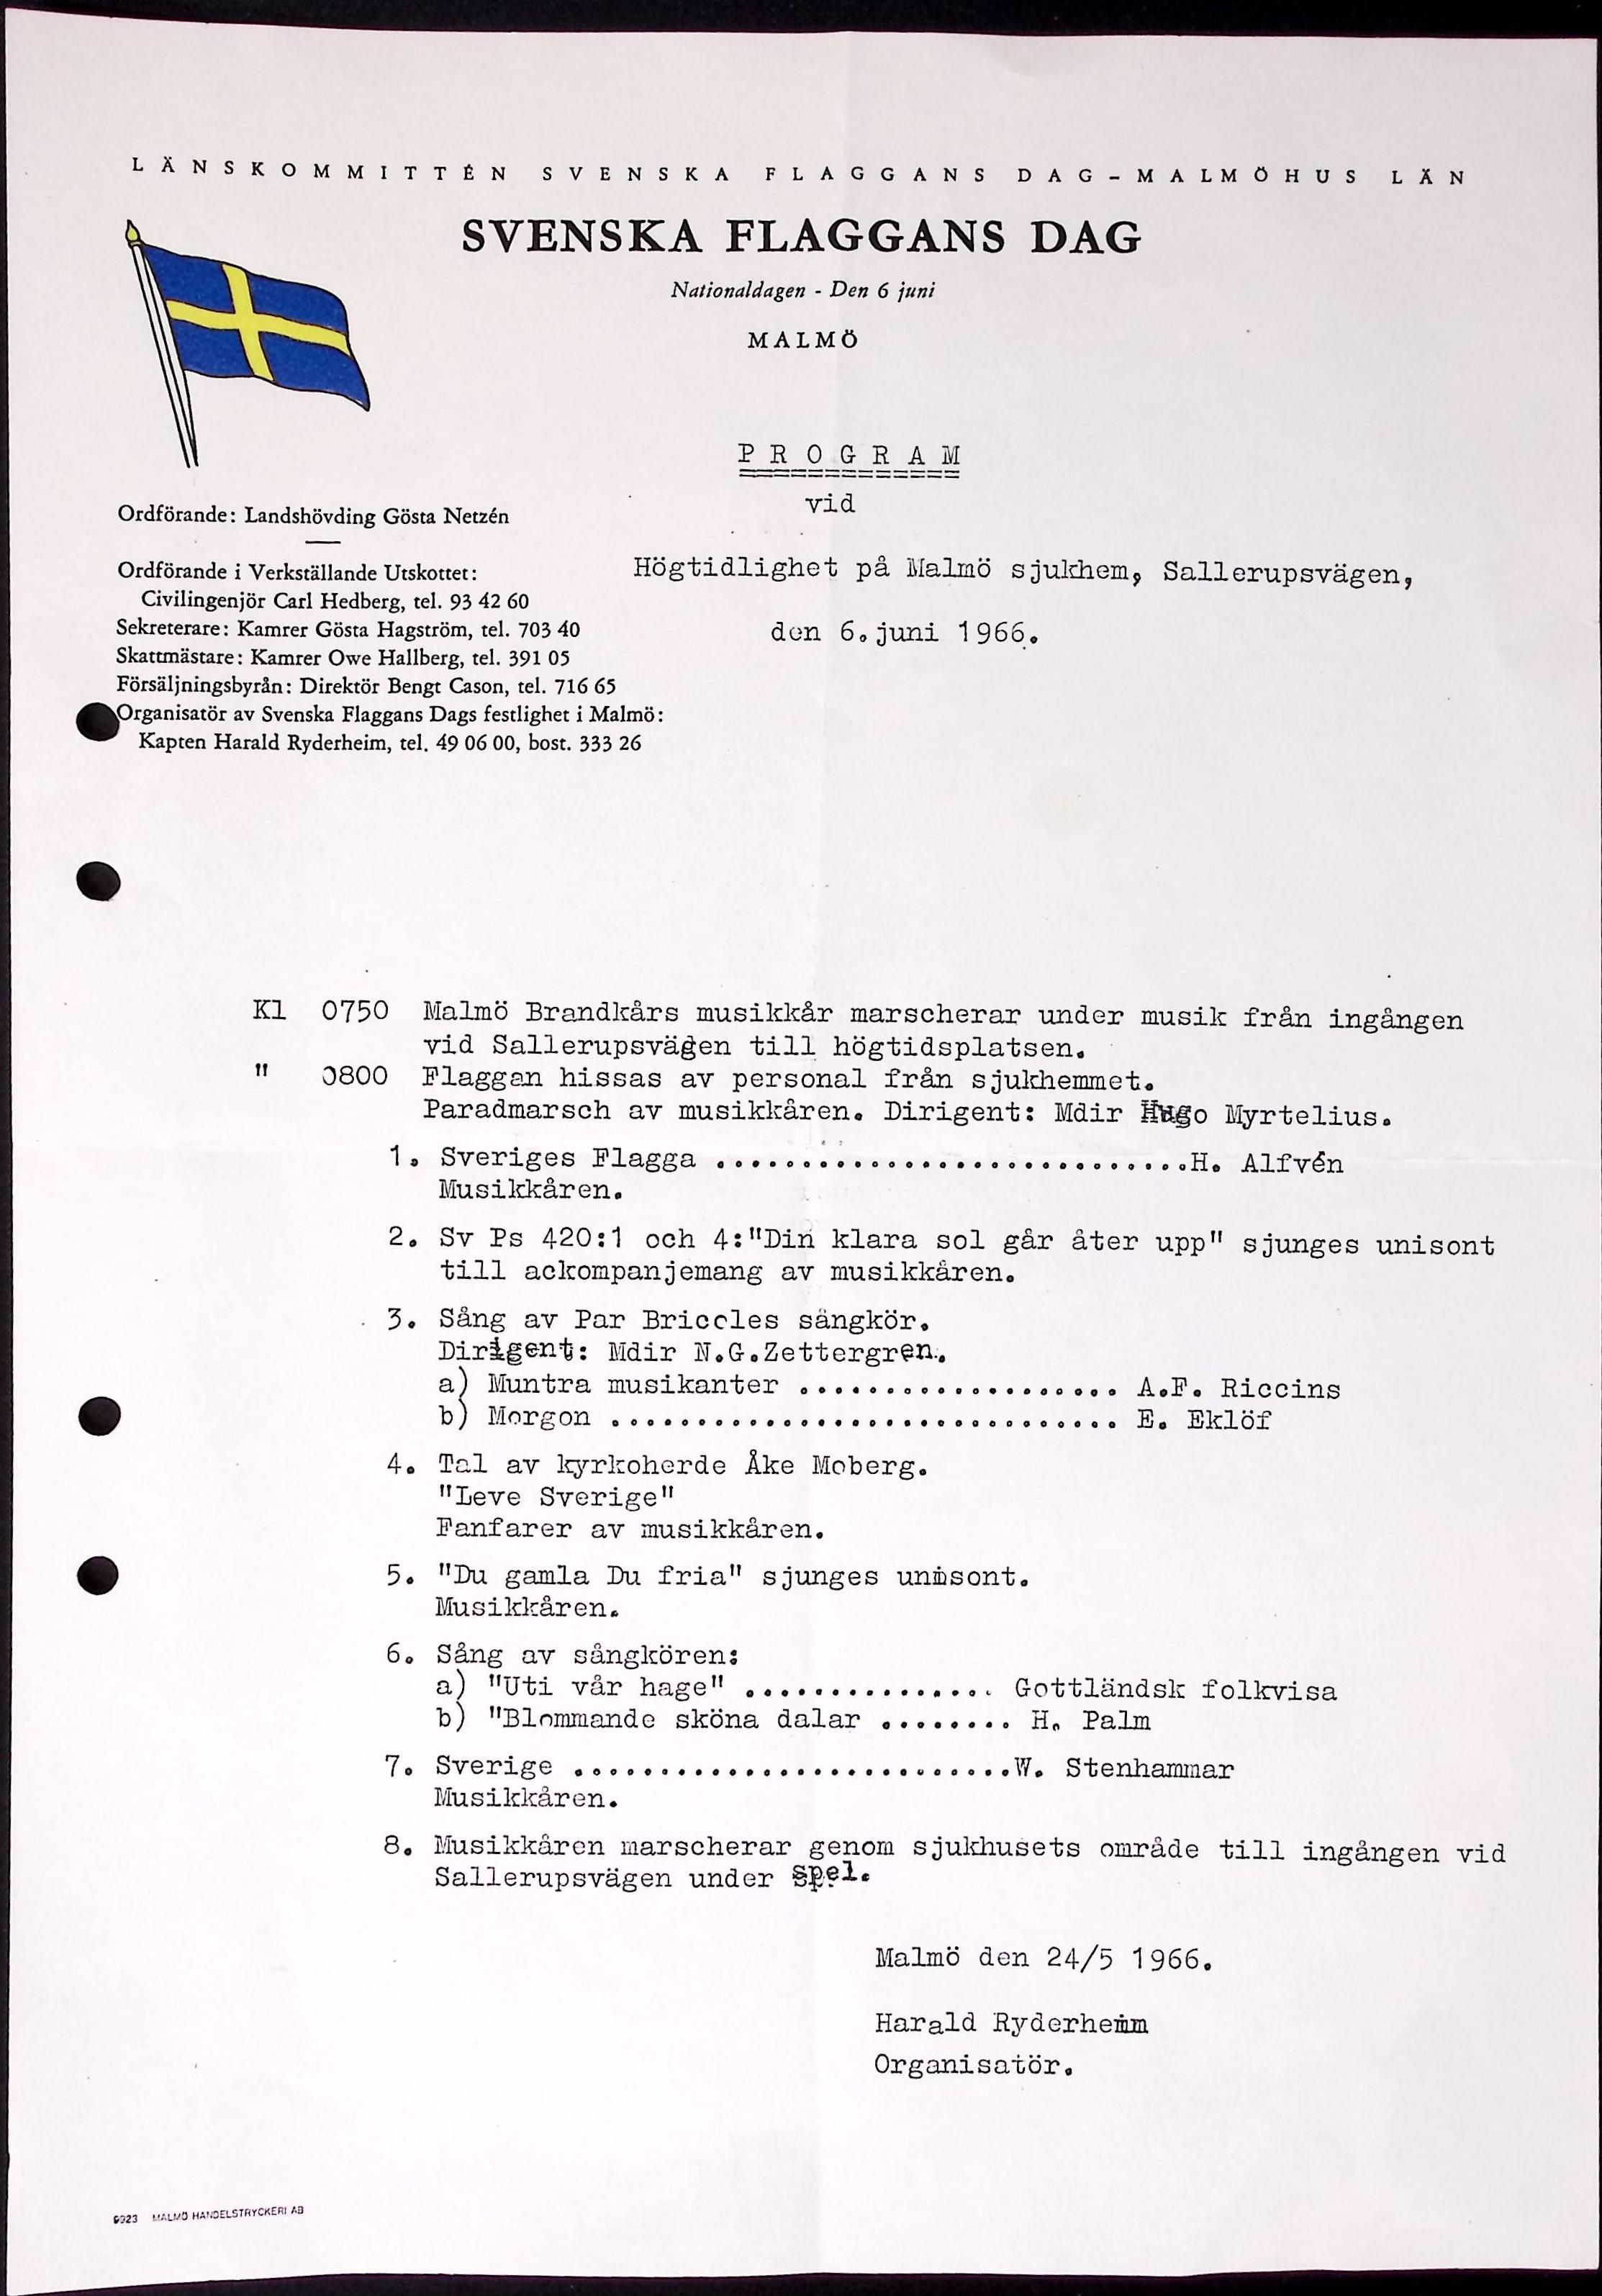 LÄNSKOMMITTÉN SVENSKA FLAGGANS DAG-MALMÖHUS LÄN
SVENSKA FLAGGANS DAG
Nationaldagen - Den 6 juni
MALMÖ
PROGRAM
vid
Högtidlighet på Malmö sjukhem, Sallerupsvägen,
den 6.juni 1966.
Ordförande: Landshövding Gösta Netzén
Ordförande i Verkställande Utskottet:
Civilingenjör Carl Hedberg, tel. 93 42 60
Sekreterare: Kamrer Gösta Hagström, tel. 703 40
Skattmästare: Kamrer Owe Hallberg, tel. 391 05
Försäljningsbyrån: Direktör Bengt Cason, tel. 716 65
Organisatör av Svenska Flaggans Dags festlighet i Malmö:
Kapten Harald Ryderheim, tel. 49 06 00, bost. 333 26
Kl 0750 Malmö Brandkårs musikkår marscherar under musik från ingången
vid Sallerupsvägen till högtidsplatsen.
" 0800 Flaggan hissas av personal från sjukhemmet.
Paradmarsch av musikkåren. Dirigent: Mdir Hugo Myrtelius.
1. Sveriges Flagga ............................H. Alfvén
Musikkåren.
2. Sv Ps 420:1 och 4:"Din klara sol går åter upp" sjunges unisont
till ackompanjemang av musikkåren.
3. Sång av Par Briccles sångkör.
Dirigent: Mdir N.G.Zettergren.
a) Muntra musikanter ................... A.F. Riccins
b) Morgon .............................. E. Eklöf
4. Tal av kyrkoherde Åke Moberg.
"Leve Sverige"
Fanfarer av musikkåren.
5. "Du gamla Du fria" sjunges unisont.
Musikkåren.
6. Sång av sångkören:
a) "Uti vår hage" ............... Gottländsk folkvisa
b) "Blommande sköna dalar ........ H. Palm
7. Sverige ..........................W. Stenhammar
Musikkåren.
8. Musikkåren marscherar genom sjukhusets område till ingången vid
Sallerupsvägen under spel.
Malmö den 24/5 1966.
Harald Ryderheim
Organisatör.
9923 MALMÖ HANDELSTRYCKERI AB